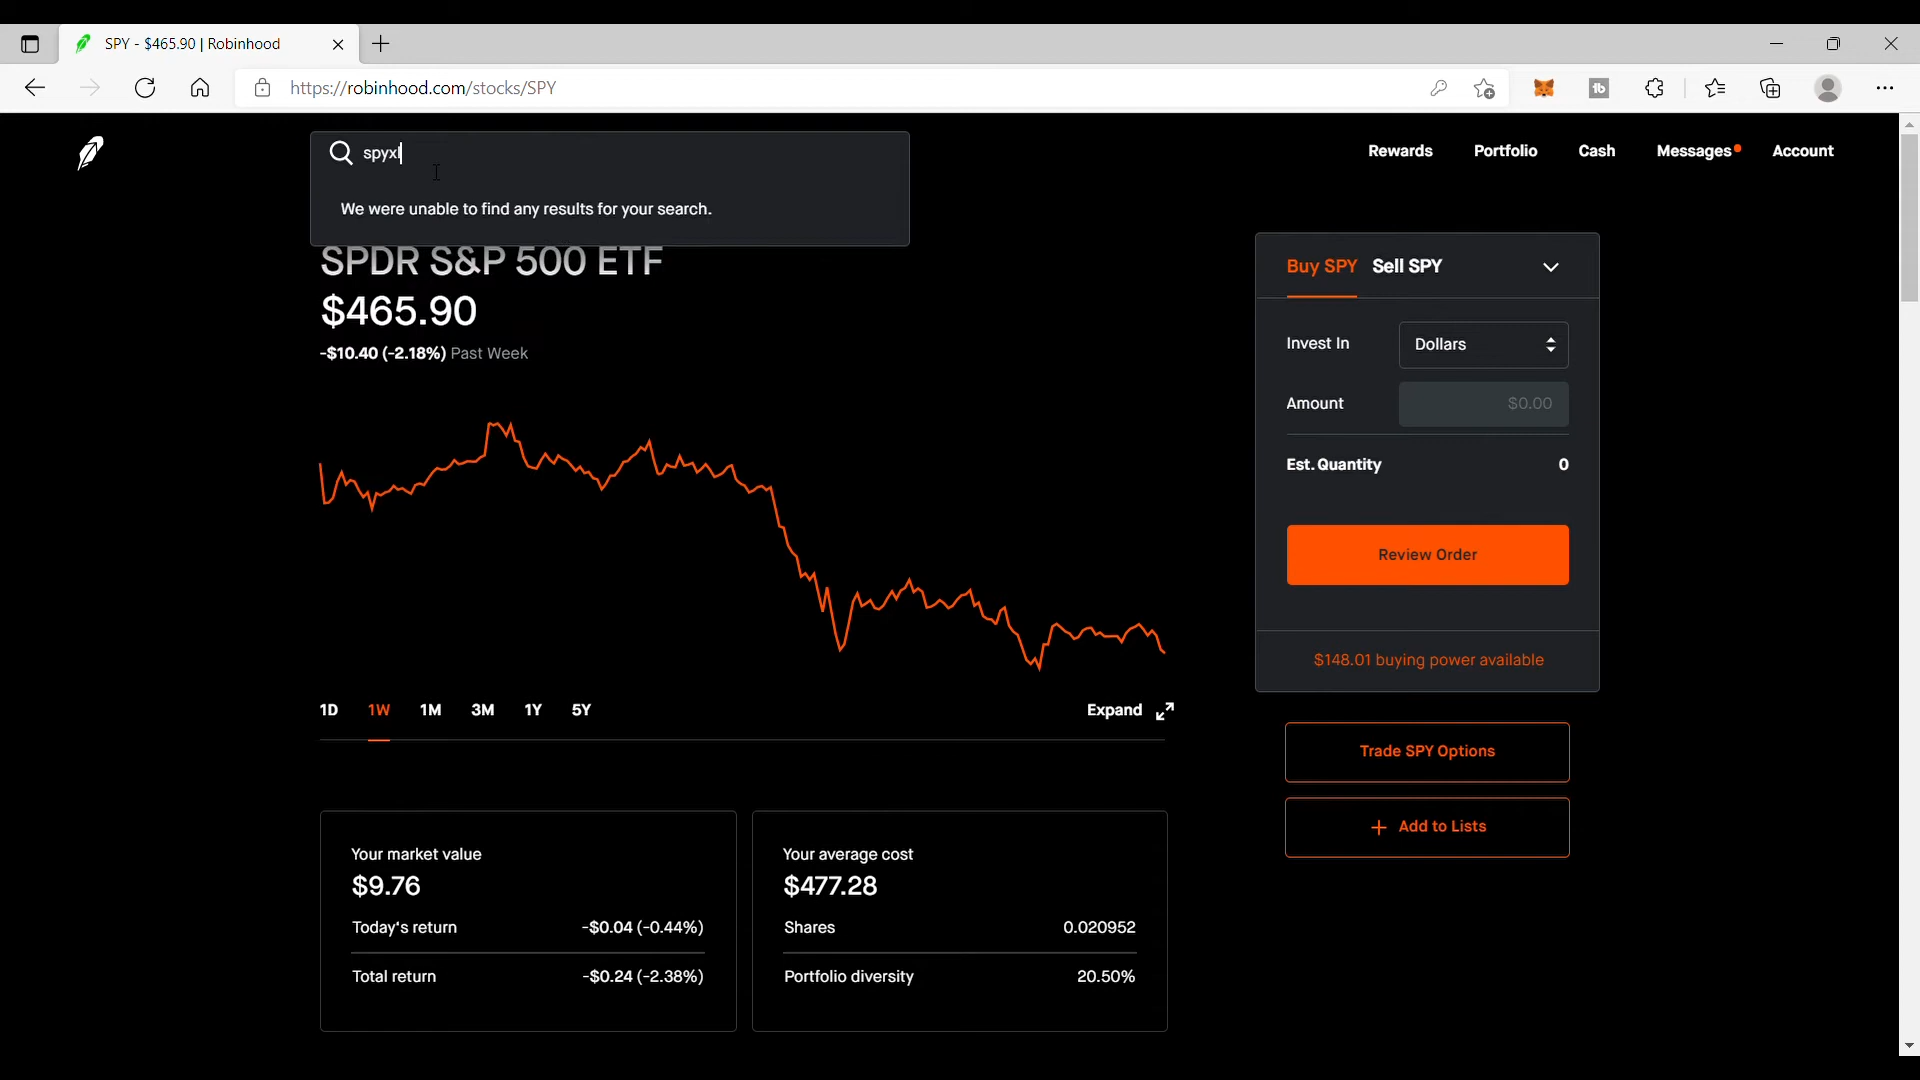 SPY - $465.90 | Robinhood
https://robinhood.com/stocks/SPY
spyx
We were unable to find any results for your search.
Rewards
Portfolio
Cash
Messages
Account
SPDR S&P 500 ETF
$465.90
-$10.40 (-2.18%) Past Week
1D 1W 1M 3M 1Y 5Y
Expand
Your market value
$9.76
Today's return -$0.04 (-0.44%)
Total return -$0.24 (-2.38%)
Your average cost
$477.28
Shares 0.020952
Portfolio diversity 20.50%
Buy SPY Sell SPY
Invest In Dollars
Amount $0.00
Est. Quantity 0
Review Order
$148.01 buying power available
Trade SPY Options
+ Add to Lists